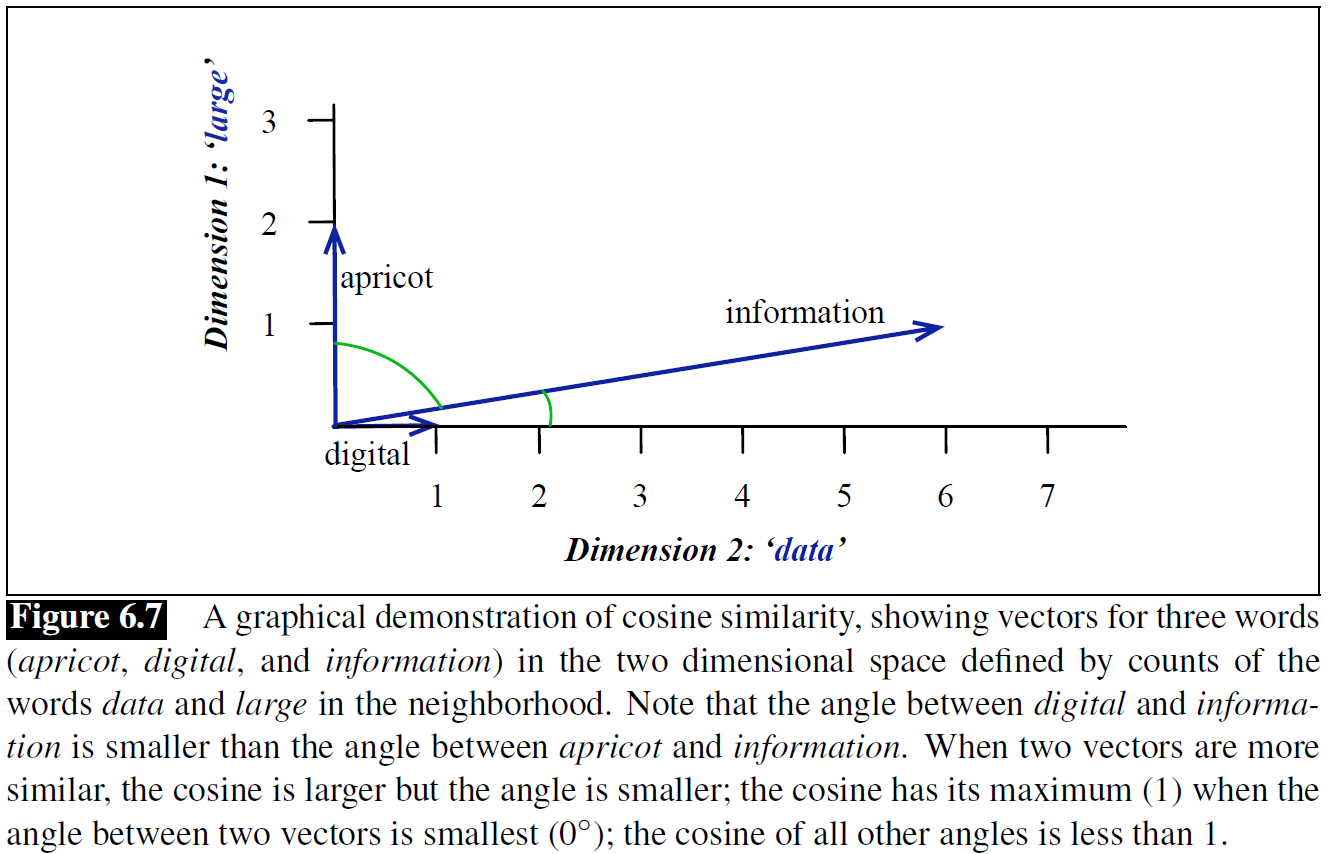 Dimension 1: ‘large’
3
2
1
apricot
information
digital
1 2 3 4 5 6 7
Dimension 2: ‘data’
Figure 6.7 A graphical demonstration of cosine similarity, showing vectors for three words
(apricot, digital, and information) in the two dimensional space defined by counts of the
words data and large in the neighborhood. Note that the angle between digital and informa-
tion is smaller than the angle between apricot and information. When two vectors are more
similar, the cosine is larger but the angle is smaller; the cosine has its maximum (1) when the
angle between two vectors is smallest (0°); the cosine of all other angles is less than 1.